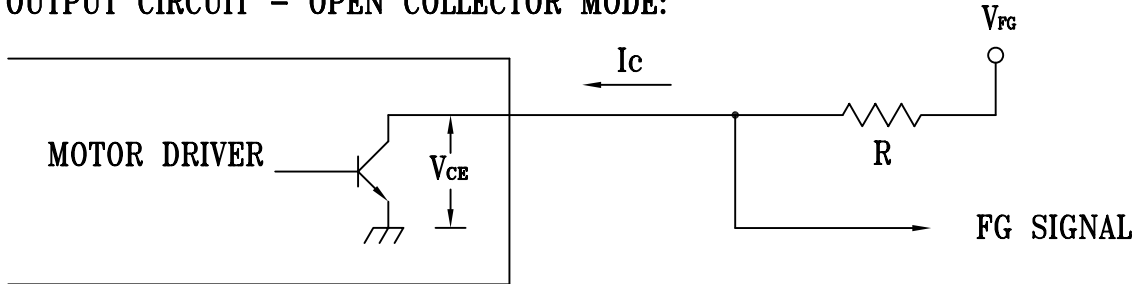 OUTPUT CIRCUIT – OPEN COLLECTOR MODE:
VFG
Ic
MOTOR DRIVER
VCE
R
FG SIGNAL